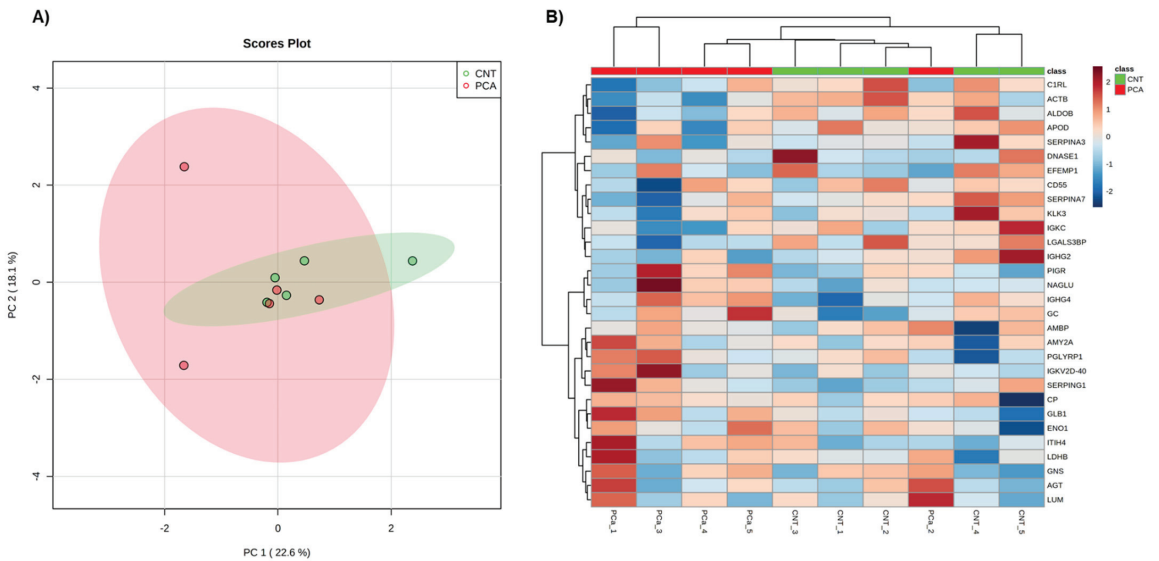 A)
Scores Plot
CNT
PCA
4
2
0
-2
-4
PC 2 ( 18.1 %)
-2
0
2
PC 1 ( 22.6 %)
B)
class
C1RL
ACTB
ALDOB
APOD
SERPINA3
DNASE1
EFEMP1
CD55
SERPINA7
KLK3
IGKC
LGALS3BP
IGHG2
PIGR
NAGLU
IGHG4
GC
AMBP
AMY2A
PGLYRP1
IGKV2D-40
SERPING1
CP
GLB1
ENO1
ITIH4
LDHB
GNS
AGT
LUM
PCa_1
PCa_3
PCa_4
PCa_5
CNT_3
CNT_1
CNT_2
PCa_2
CNT_4
CNT_5
2
1
0
-1
-2
class
CNT
PCA